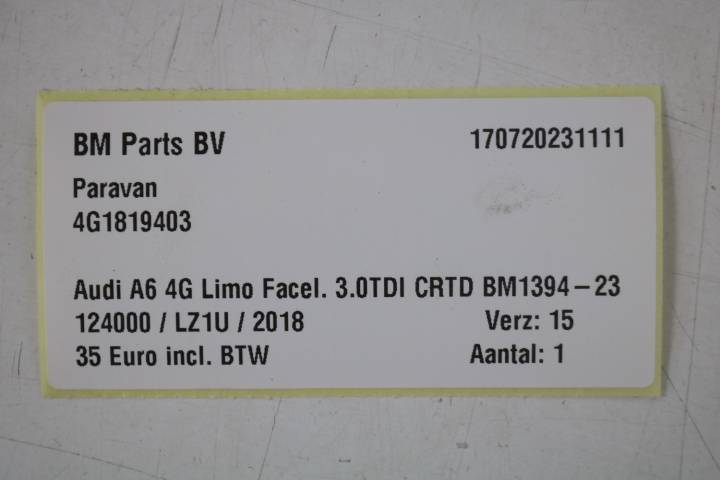 BM Parts BV 170720231111
Paravan
4G1819403
Audi A6 4G Limo Facel. 3.0TDI CRTD BM1394-23
124000 / LZ1U / 2018 Verz: 15
35 Euro incl. BTW Aantal: 1